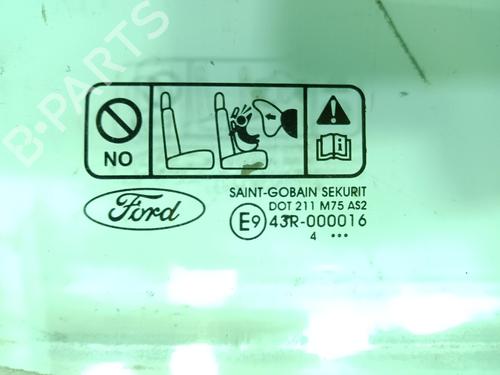 B-PARTS
NO
Ford
SAINT-GOBAIN SEKURIT
DOT 211 M75 AS2
E9 43R-000016
4 •••